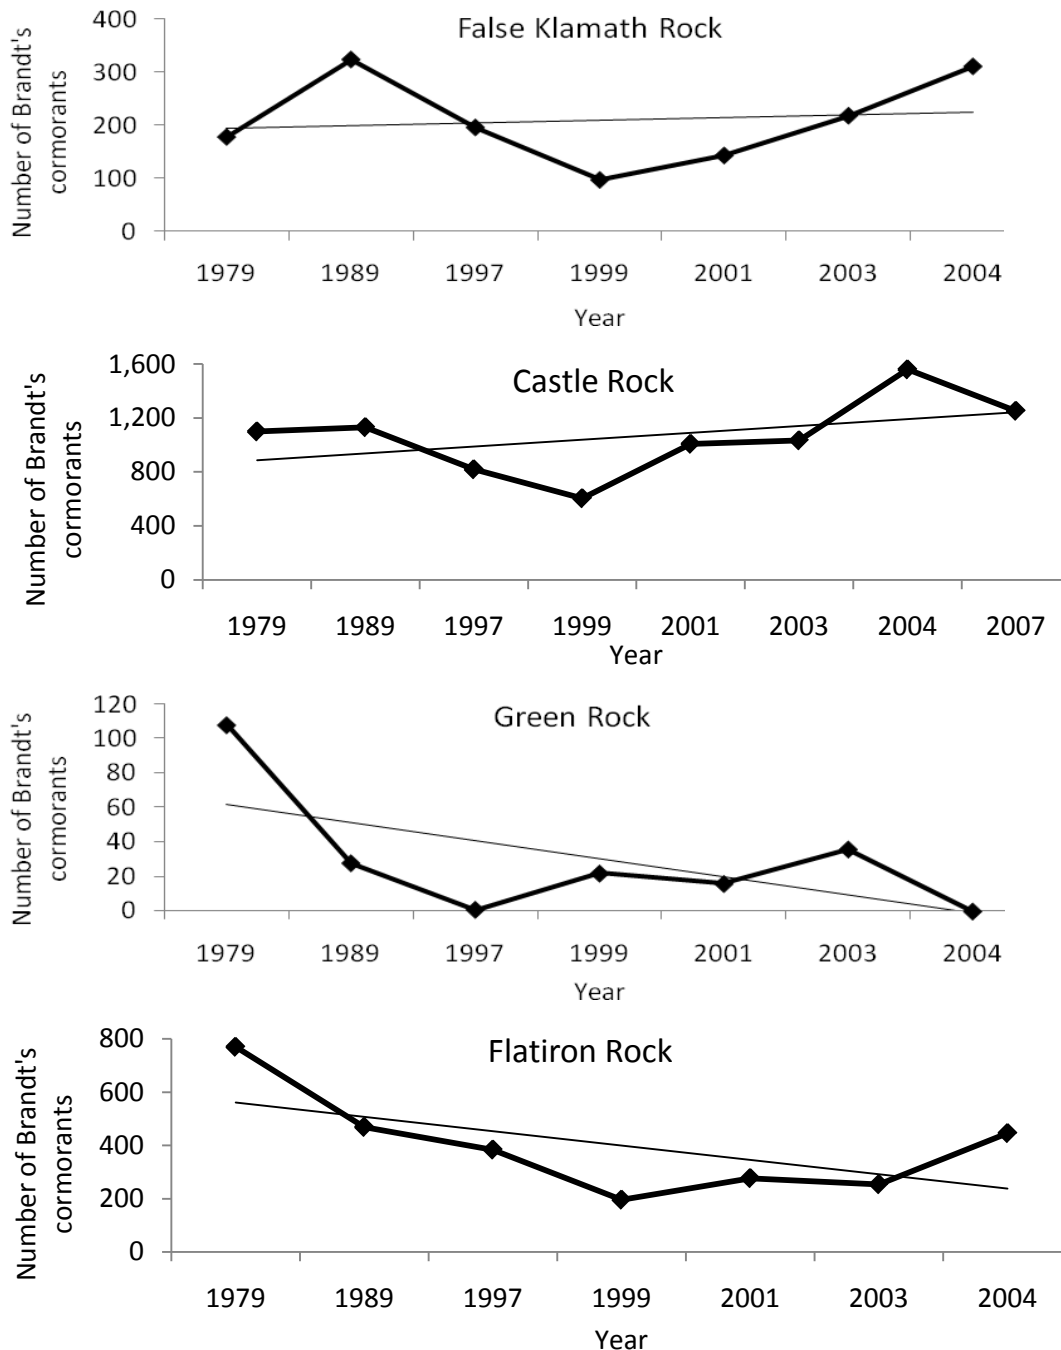 False Klamath Rock
Number of Brandt's
cormorants
400
300
200
100
0
1979 1989 1997 1999 2001 2003 2004
Year
Castle Rock
Number of Brandt's
cormorants
1,600
1,200
800
400
0
1979 1989 1997 1999 2001 2003 2004 2007
Year
Green Rock
Number of Brandt's
cormorants
120
100
80
60
40
20
0
1979 1989 1997 1999 2001 2003 2004
Year
Flatiron Rock
Number of Brandt's
cormorants
800
600
400
200
0
1979 1989 1997 1999 2001 2003 2004
Year